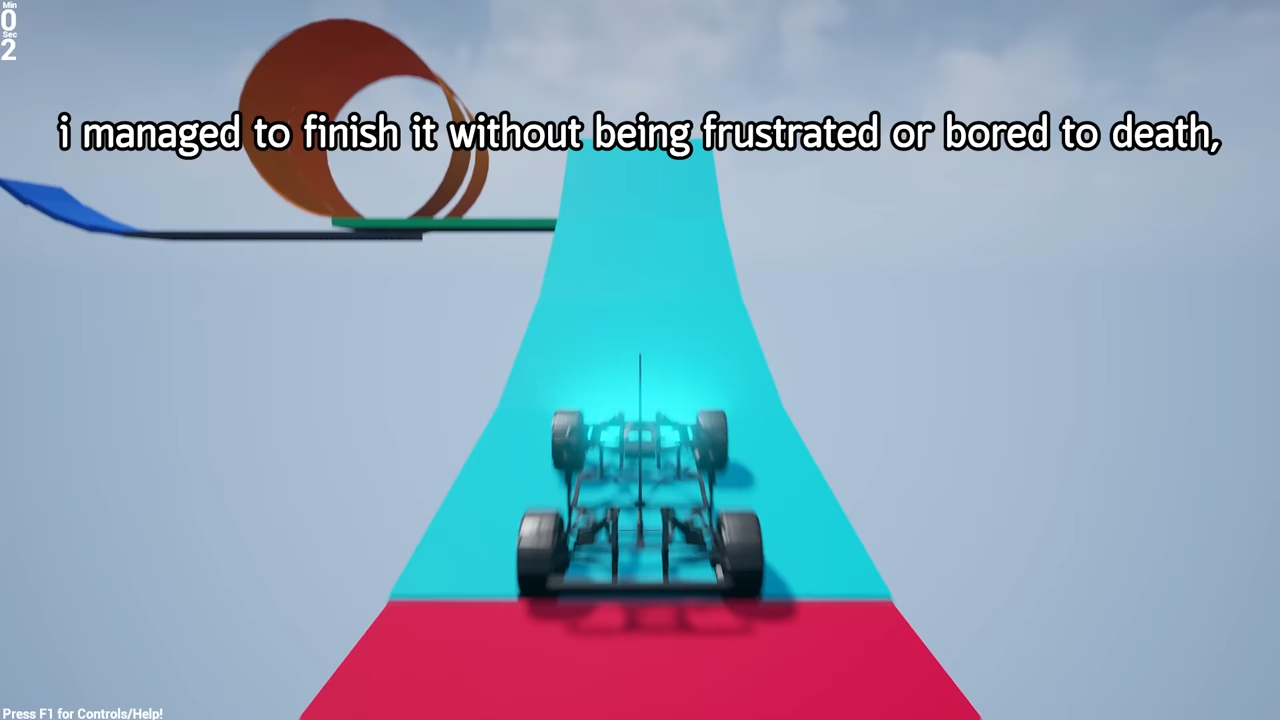 Min
0
Sec
2
i managed to finish it without being frustrated or bored to death,
Press F1 for Controls/Help!